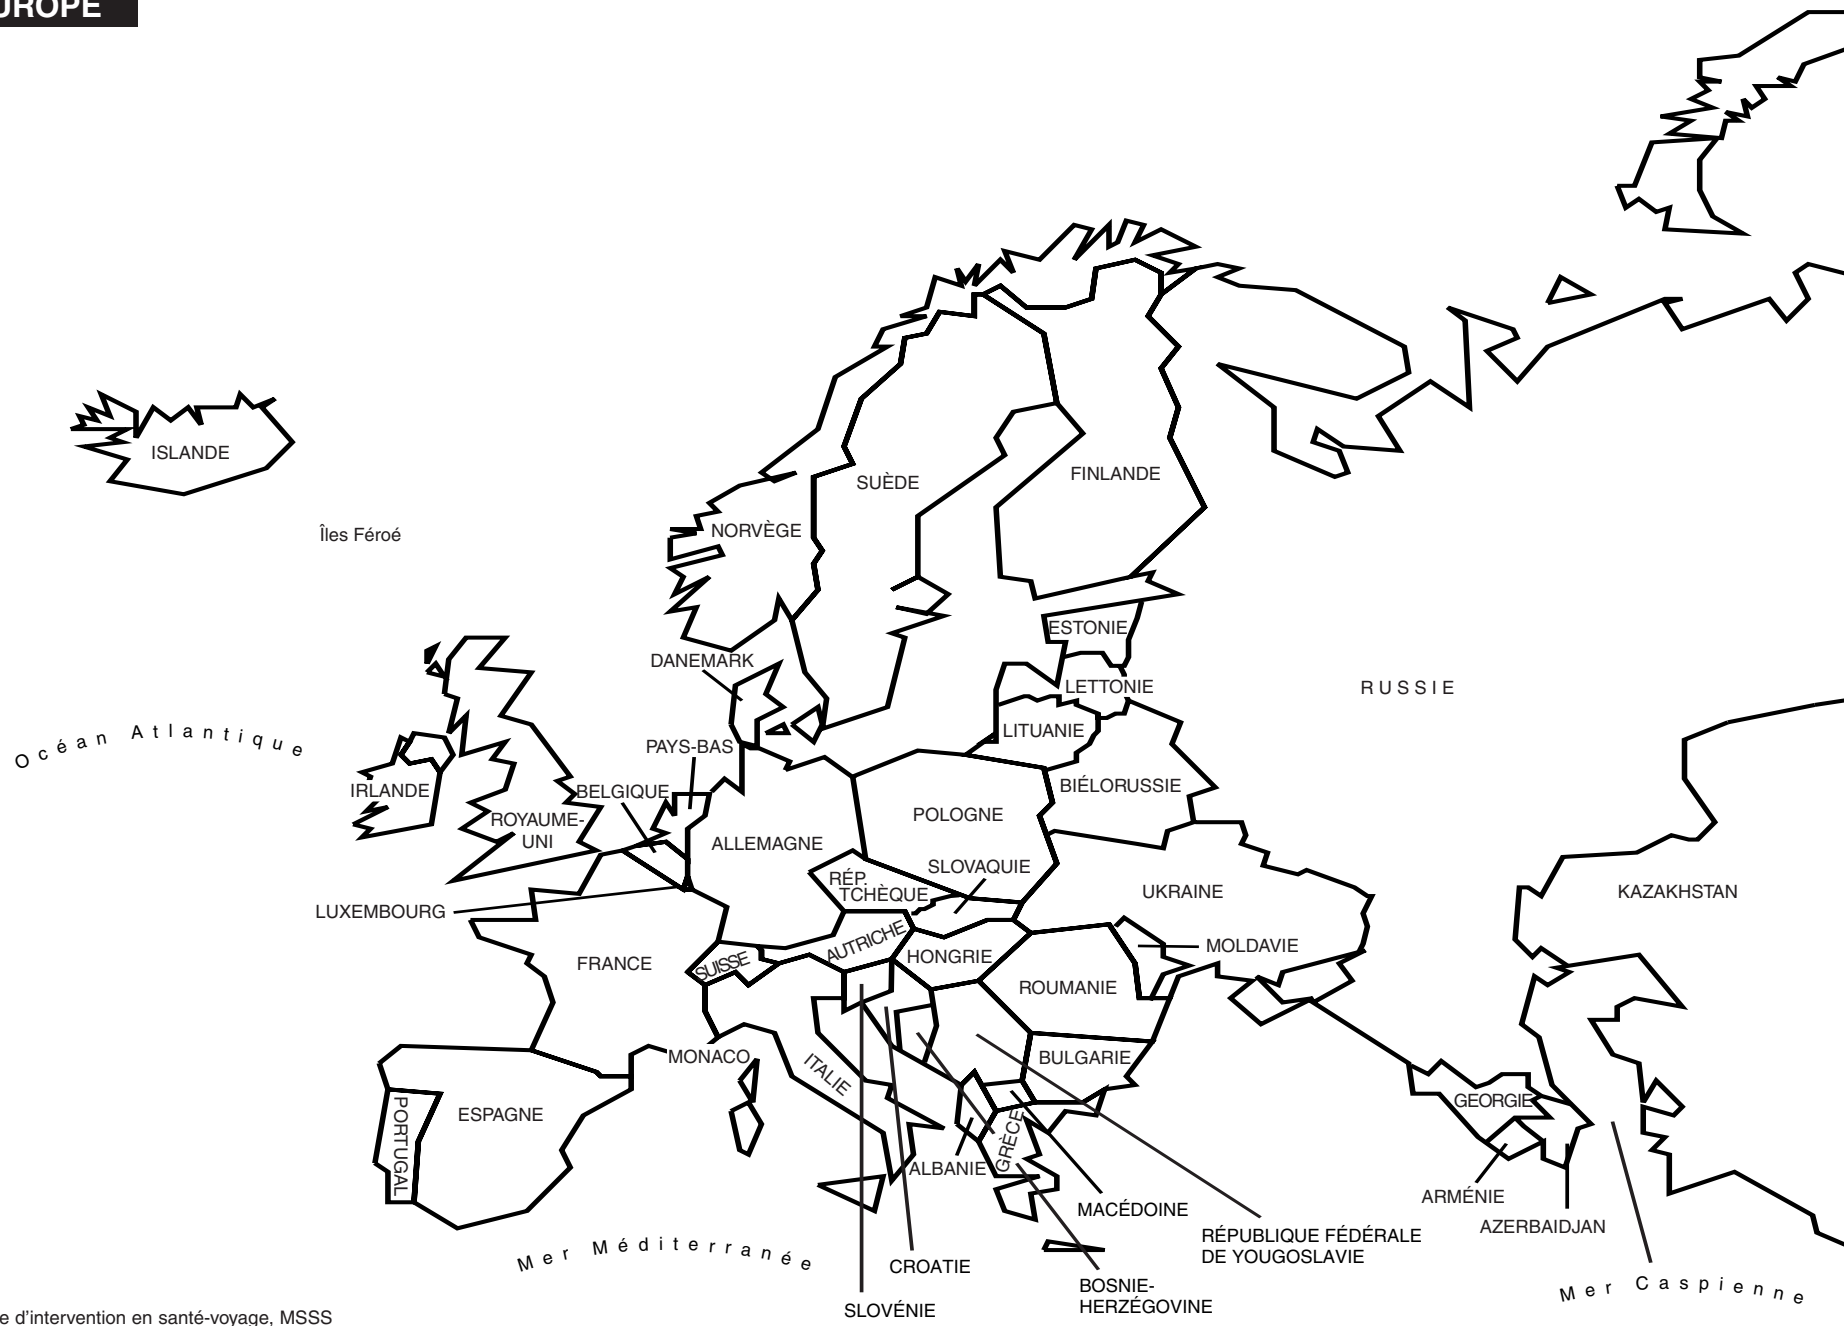 EUROPE
ISLANDE
Îles Féroé
SUÈDE
FINLANDE
NORVÈGE
ESTONIE
DANEMARK
LETTONIE
RUSSIE
LITUANIE
Océan Atlantique
PAYS-BAS
IRLANDE
BELGIQUE
BIÉLORUSSIE
POLOGNE
ROYAUME-
UNI
ALLEMAGNE
SLOVAQUIE
RÉP.
TCHÈQUE
UKRAINE
KAZAKHSTAN
LUXEMBOURG
AUTRICHE
MOLDAVIE
FRANCE
SUISSE
HONGRIE
ROUMANIE
MONACO
BULGARIE
ITALIE
PORTUGAL
ESPAGNE
GEORGIE
GRÈCE
ALBANIE
ARMÉNIE
MACÉDOINE
AZERBAIDJAN
RÉPUBLIQUE FÉDÉRALE
DE YOUGOSLAVIE
Mer Méditerranée
CROATIE
BOSNIE-
HERZÉGOVINE
Mer Caspienne
SLOVÉNIE
e d'intervention en santé-voyage, MSSS